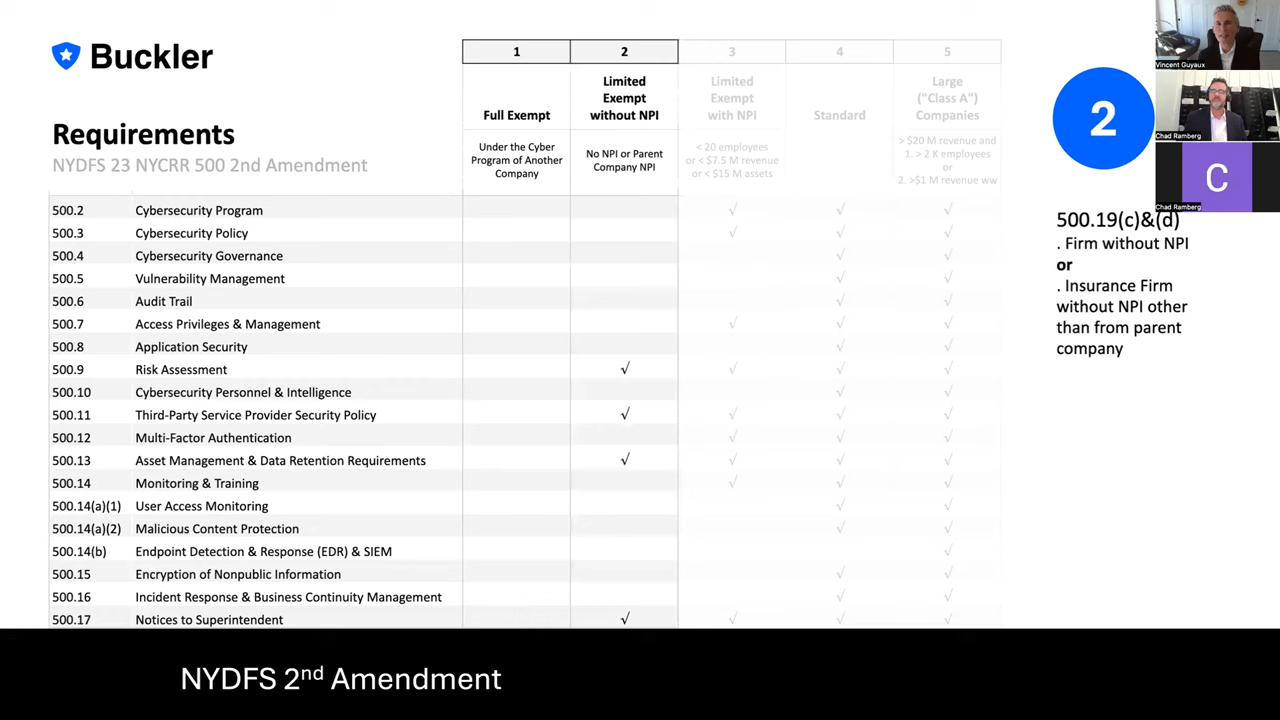 Buckler
Requirements
NYDFS 23 NYCRR 500 2nd Amendment
1 2 3 4 5
Full Exempt
Limited Exempt without NPI
Limited Exempt with NPI
Standard
Large ("Class A") Companies
Under the Cyber Program of Another Company
No NPI or Parent Company NPI
< 20 employees or < $7.5 M revenue or < $15 M assets
> $20 M revenue and 1. > 2 K employees or 2. >$1 M revenue ww
500.2 Cybersecurity Program √ √ √
500.3 Cybersecurity Policy √ √ √
500.4 Cybersecurity Governance √ √
500.5 Vulnerability Management √ √
500.6 Audit Trail √ √
500.7 Access Privileges & Management √ √ √
500.8 Application Security √ √
500.9 Risk Assessment √ √ √ √
500.10 Cybersecurity Personnel & Intelligence √ √
500.11 Third-Party Service Provider Security Policy √ √ √ √
500.12 Multi-Factor Authentication √ √ √
500.13 Asset Management & Data Retention Requirements √ √ √ √
500.14 Monitoring & Training √ √ √
500.14(a)(1) User Access Monitoring √ √
500.14(a)(2) Malicious Content Protection √ √
500.14(b) Endpoint Detection & Response (EDR) & SIEM √
500.15 Encryption of Nonpublic Information √ √
500.16 Incident Response & Business Continuity Management √ √
500.17 Notices to Superintendent √ √ √ √
2
500.19(c)&(d)
. Firm without NPI
or
. Insurance Firm
without NPI other
than from parent
company
Vincent Guyaux
Chad Ramberg
C
Chad Ramberg
NYDFS 2nd Amendment